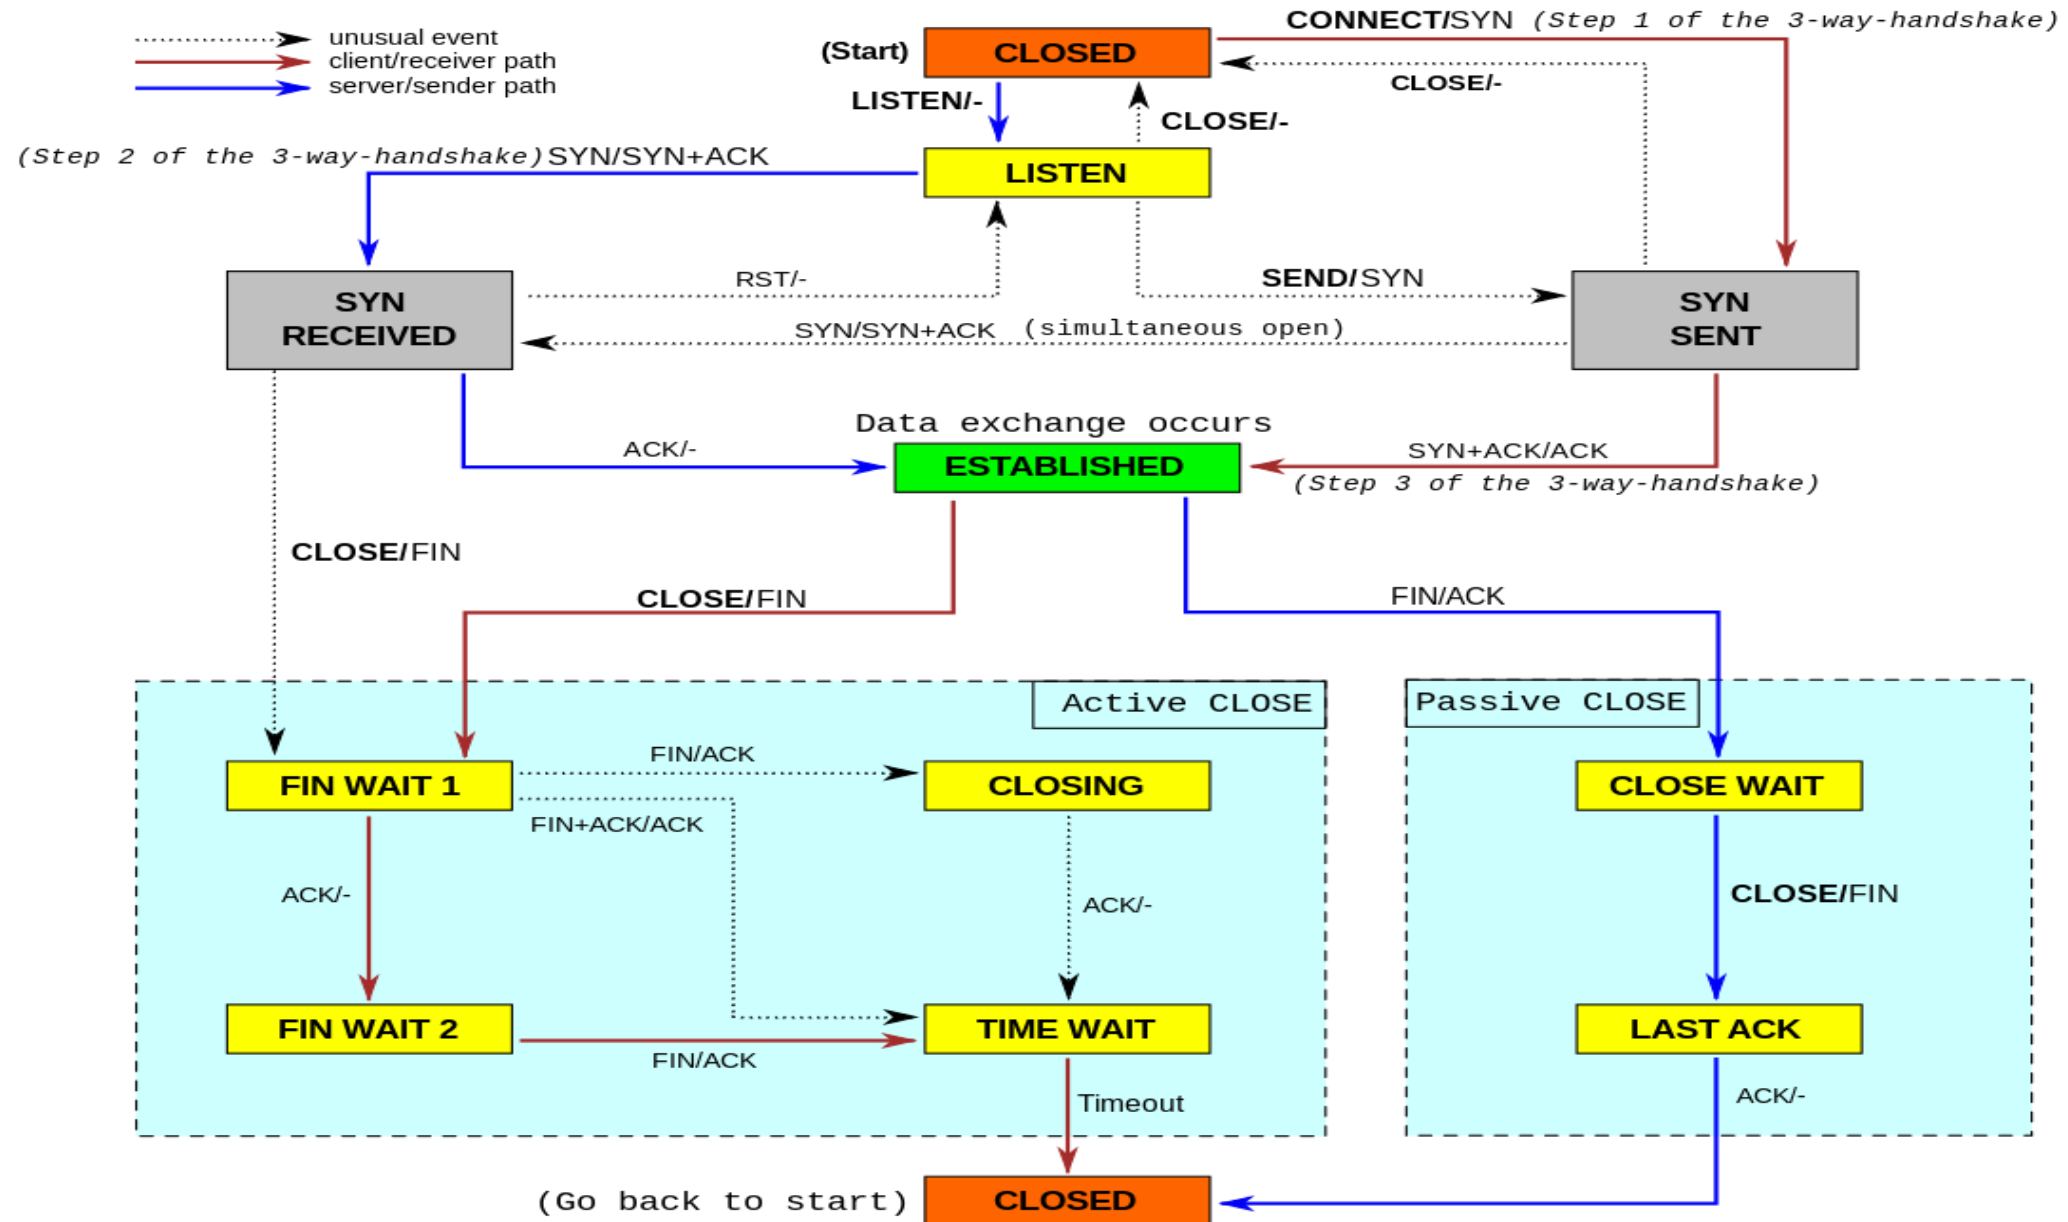 CONNECT/SYN (Step 1 of the 3-way-handshake)
unusual event
client/receiver path
server/sender path
(Start)
CLOSED
CLOSE/-
LISTEN/-
CLOSE/-
(Step 2 of the 3-way-handshake) SYN/SYN+ACK
LISTEN
RST/-
SEND/SYN
SYN
RECEIVED
SYN
SENT
SYN/SYN+ACK (simultaneous open)
Data exchange occurs
ACK/-
ESTABLISHED
SYN+ACK/ACK
(Step 3 of the 3-way-handshake)
CLOSE/FIN
CLOSE/FIN
FIN/ACK
Active CLOSE
Passive CLOSE
FIN WAIT 1
FIN/ACK
CLOSING
CLOSE WAIT
FIN+ACK/ACK
ACK/-
ACK/-
CLOSE/FIN
FIN WAIT 2
TIME WAIT
LAST ACK
FIN/ACK
Timeout
ACK/-
(Go back to start)
CLOSED